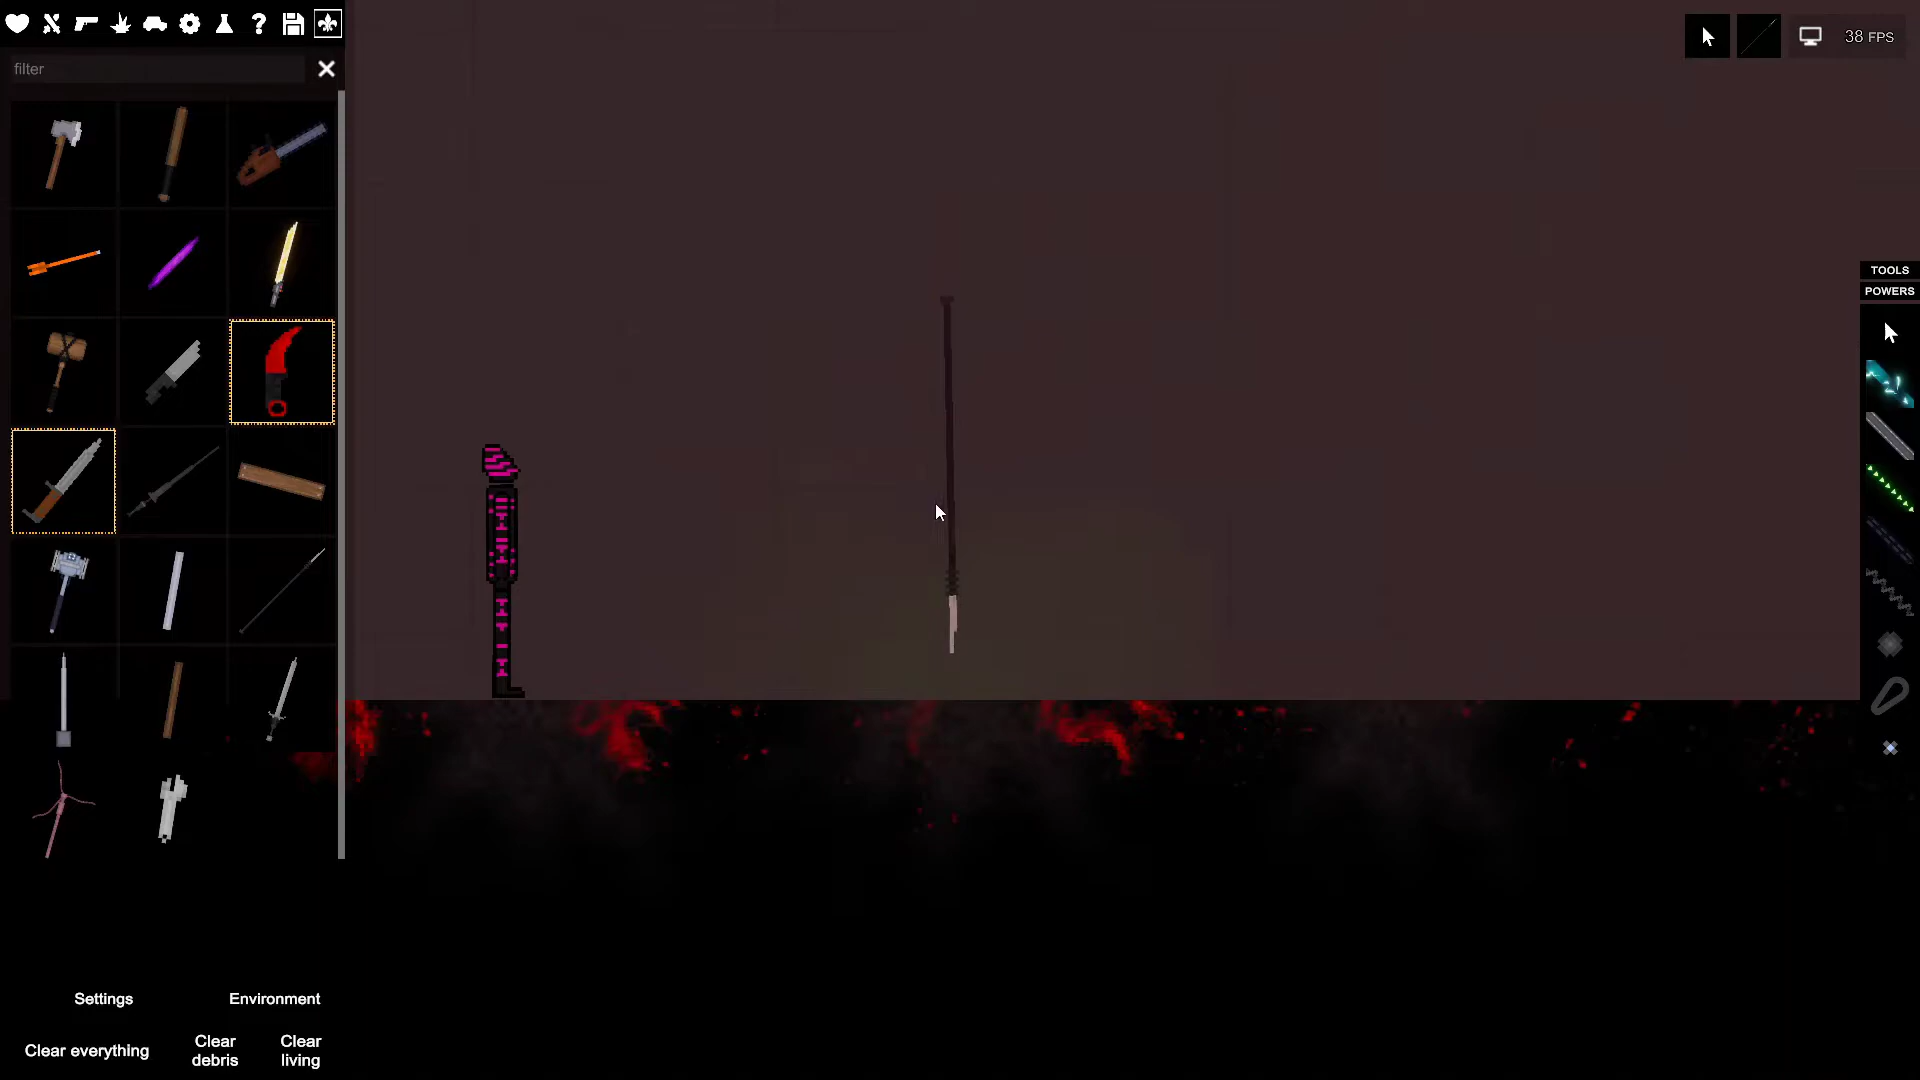 38 FPS
filter
TOOLS
POWERS
Settings
Environment
Clear everything
Clear debris
Clear living